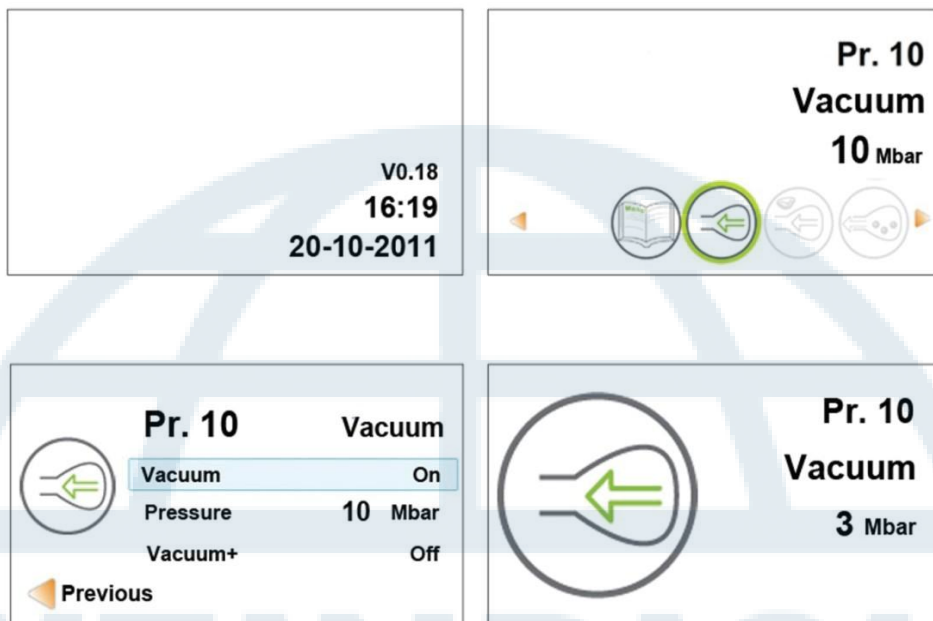 V0.18
16:19
20-10-2011
Pr. 10
Vacuum
10 Mbar
Menu
Pr. 10 Vacuum
Vacuum On
Pressure 10 Mbar
Vacuum+ Off
Previous
Pr. 10
Vacuum
3 Mbar